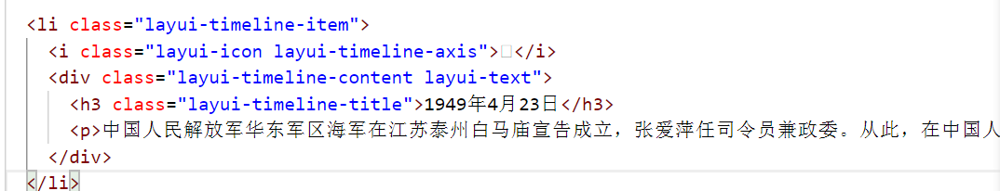 <li class="layui-timeline-item">
<i class="layui-icon layui-timeline-axis"></i>
<div class="layui-timeline-content layui-text">
<h3 class="layui-timeline-title">1949年4月23日</h3>
<p>中国人民解放军华东军区海军在江苏泰州白马庙宣告成立，张爱萍任司令员兼政委。从此，在中国人
</div>
</li>